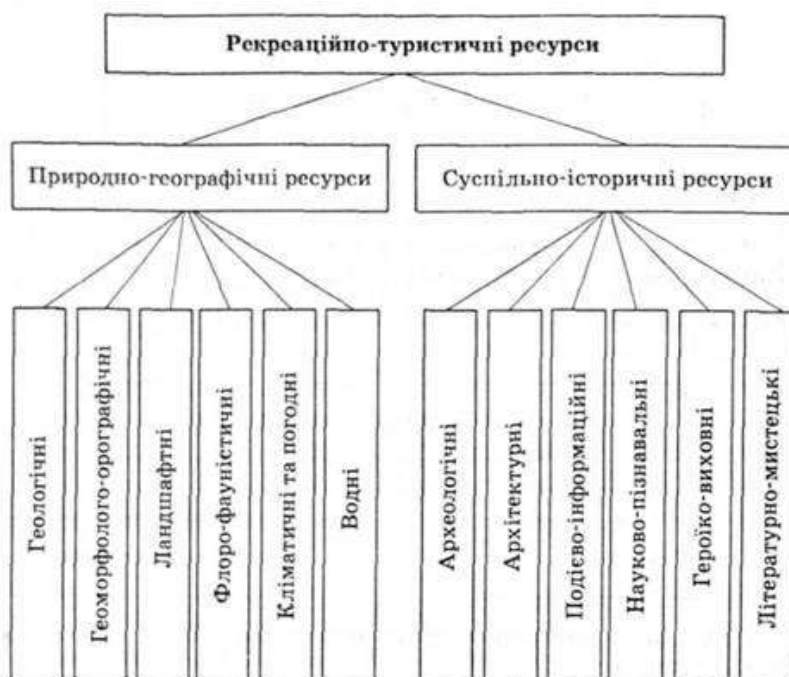 Рекреаційно-туристичні ресурси
Природно-географічні ресурси
Суспільно-історичні ресурси
Геологічні
Геоморфолого-орографічні
Ландшафтні
Флоро-фауністичні
Кліматичні та погодні
Водні
Археологічні
Архітектурні
Подієво-інформаційні
Науково-пізнавальні
Героїко-виховні
Літературно-мистецькі